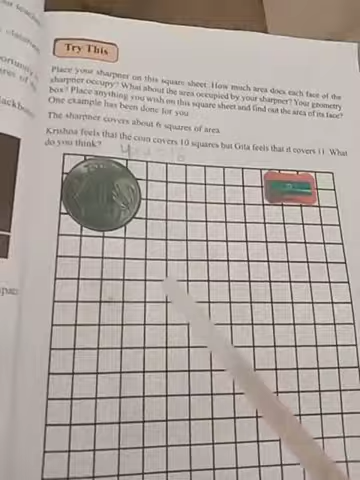 Try This
Place your sharpner on this square sheet. How much area does each face of the
sharpner occupy? What about the area occupied by your sharpner? Your geometry
box? Place anything you wish on this square sheet and find out the area of its face?
One example has been done for you.
The sharpner covers about 6 squares of area.
Krishna feels that the coin covers 10 squares but Gita feels that it covers 11. What
do you think?